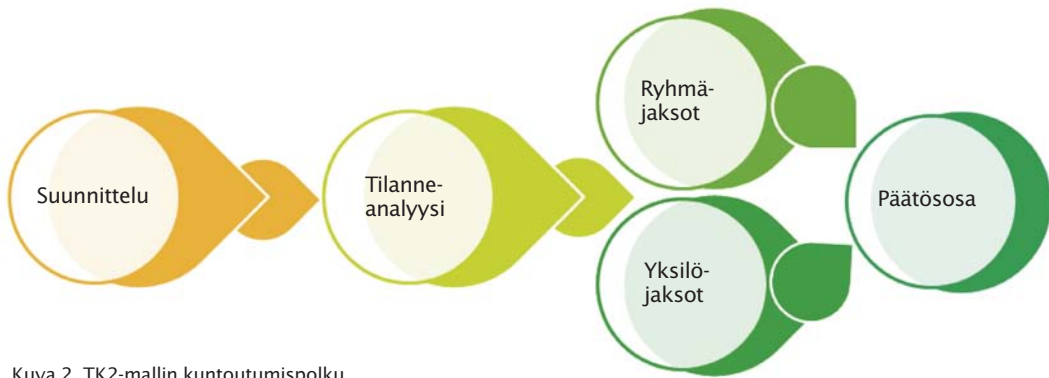 Suunnittelu
Tilanne-
analyysi
Ryhmä-
jaksot
Yksilö-
jaksot
Päätösosa
Kuva 2. TK2-mallin kuntoutumispolku